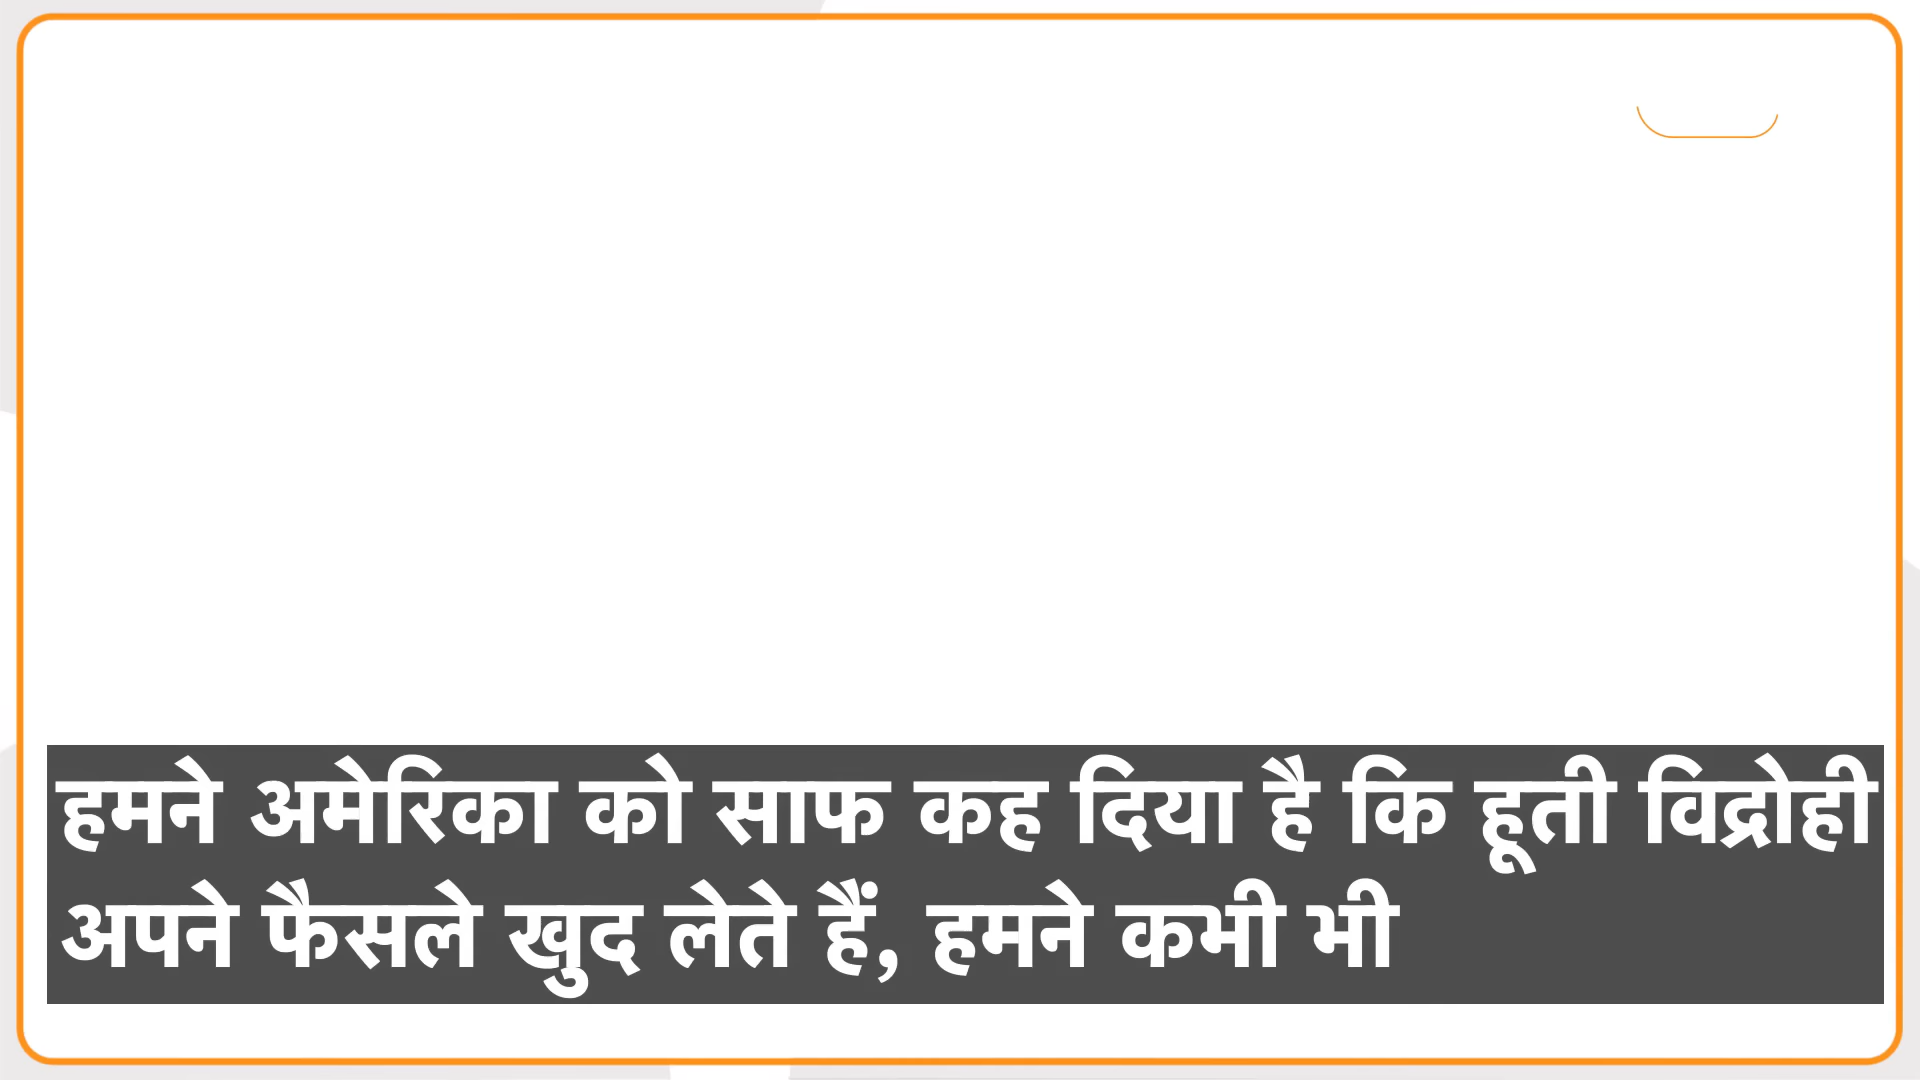 हमने अमेरिका को साफ कह दिया है कि हूती विद्रोही
अपने फैसले खुद लेते हैं, हमने कभी भी